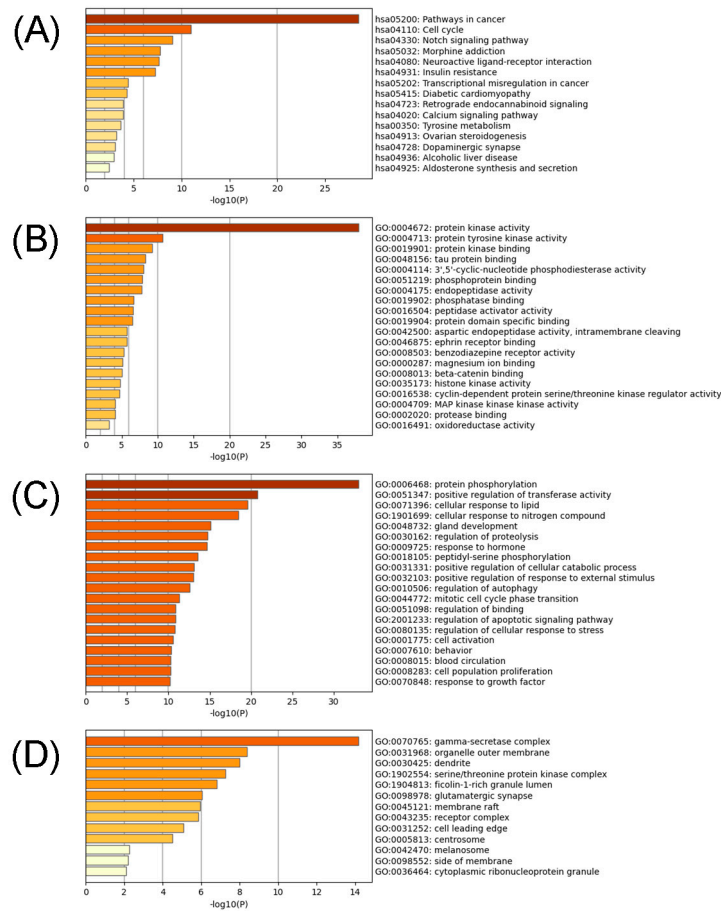 (A)
hsa05200: Pathways in cancer
hsa04110: Cell cycle
hsa04330: Notch signaling pathway
hsa05032: Morphine addiction
hsa04080: Neuroactive ligand-receptor interaction
hsa04931: Insulin resistance
hsa05202: Transcriptional misregulation in cancer
hsa05415: Diabetic cardiomyopathy
hsa04723: Retrograde endocannabinoid signaling
hsa04020: Calcium signaling pathway
hsa00350: Tyrosine metabolism
hsa04913: Ovarian steroidogenesis
hsa04728: Dopaminergic synapse
hsa04936: Alcoholic liver disease
hsa04925: Aldosterone synthesis and secretion
0 5 10 15 20 25
-log10(P)
(B)
GO:0004672: protein kinase activity
GO:0004713: protein tyrosine kinase activity
GO:0019901: protein kinase binding
GO:0048156: tau protein binding
GO:0004114: 3',5'-cyclic-nucleotide phosphodiesterase activity
GO:0051219: phosphoprotein binding
GO:0004175: endopeptidase activity
GO:0019902: phosphatase binding
GO:0016504: peptidase activator activity
GO:0019904: protein domain specific binding
GO:0042500: aspartic endopeptidase activity, intramembrane cleaving
GO:0046875: ephrin receptor binding
GO:0008503: benzodiazepine receptor activity
GO:0000287: magnesium ion binding
GO:0008013: beta-catenin binding
GO:0035173: histone kinase activity
GO:0016538: cyclin-dependent protein serine/threonine kinase regulator activity
GO:0004709: MAP kinase kinase kinase activity
GO:0002020: protease binding
GO:0016491: oxidoreductase activity
0 5 10 15 20 25 30 35
-log10(P)
(C)
GO:0006468: protein phosphorylation
GO:0051347: positive regulation of transferase activity
GO:0071396: cellular response to lipid
GO:1901699: cellular response to nitrogen compound
GO:0048732: gland development
GO:0030162: regulation of proteolysis
GO:0009725: response to hormone
GO:0018105: peptidyl-serine phosphorylation
GO:0031331: positive regulation of cellular catabolic process
GO:0032103: positive regulation of response to external stimulus
GO:0010506: regulation of autophagy
GO:0044772: mitotic cell cycle phase transition
GO:0051098: regulation of binding
GO:2001233: regulation of apoptotic signaling pathway
GO:0080135: regulation of cellular response to stress
GO:0001775: cell activation
GO:0007610: behavior
GO:0008015: blood circulation
GO:0008283: cell population proliferation
GO:0070848: response to growth factor
0 5 10 15 20 25 30
-log10(P)
(D)
GO:0070765: gamma-secretase complex
GO:0031968: organelle outer membrane
GO:0030425: dendrite
GO:1902554: serine/threonine protein kinase complex
GO:1904813: ficolin-1-rich granule lumen
GO:0098978: glutamatergic synapse
GO:0045121: membrane raft
GO:0043235: receptor complex
GO:0031252: cell leading edge
GO:0005813: centrosome
GO:0042470: melanosome
GO:0098552: side of membrane
GO:0036464: cytoplasmic ribonucleoprotein granule
0 2 4 6 8 10 12 14
-log10(P)